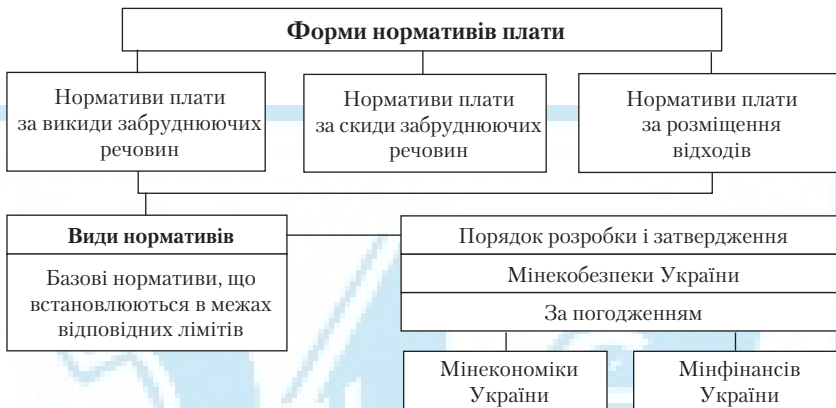 Форми нормативів плати
Нормативи плати
за викиди забруднюючих
речовин
Нормативи плати
за скиди забруднюючих
речовин
Нормативи плати
за розміщення
відходів
Види нормативів
Базові нормативи, що
встановлюються в межах
відповідних лімітів
Порядок розробки і затвердження
Мінекобезпеки України
За погодженням
Мінекономіки
України
Мінфінансів
України